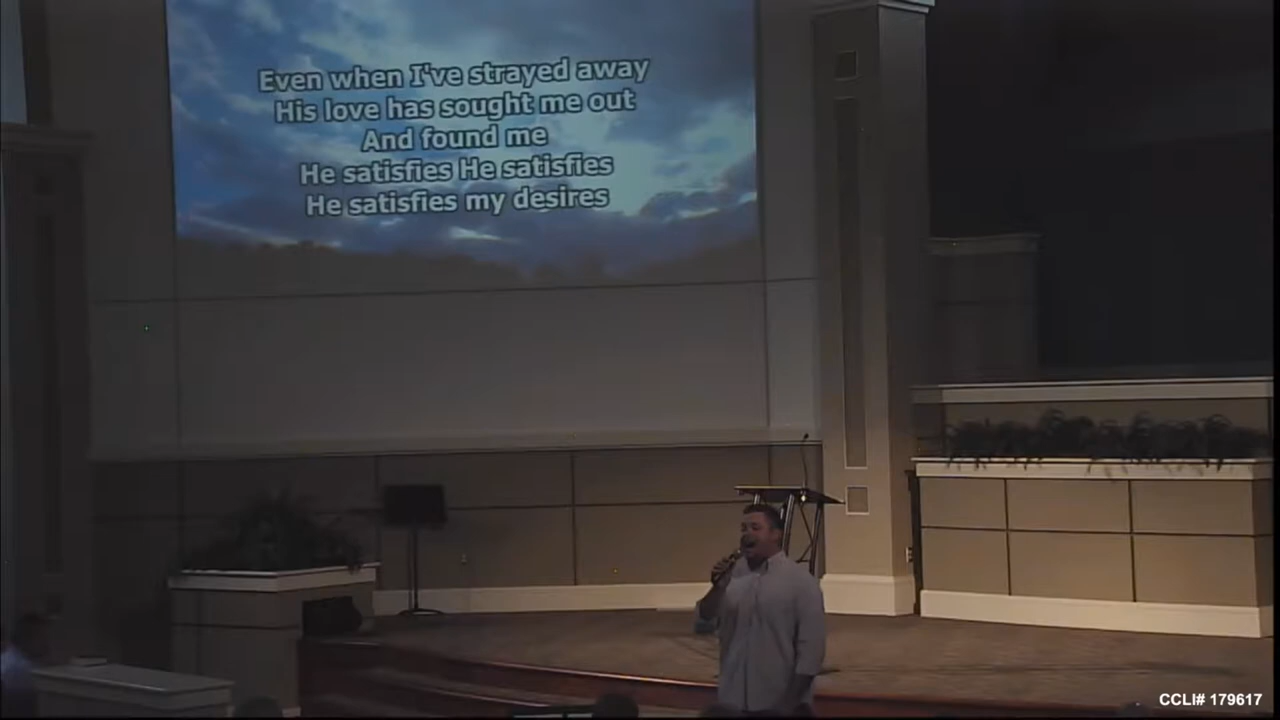 Even when I've strayed away
His love has sought me out
And found me
He satisfies He satisfies
He satisfies my desires
CCLI# 179617